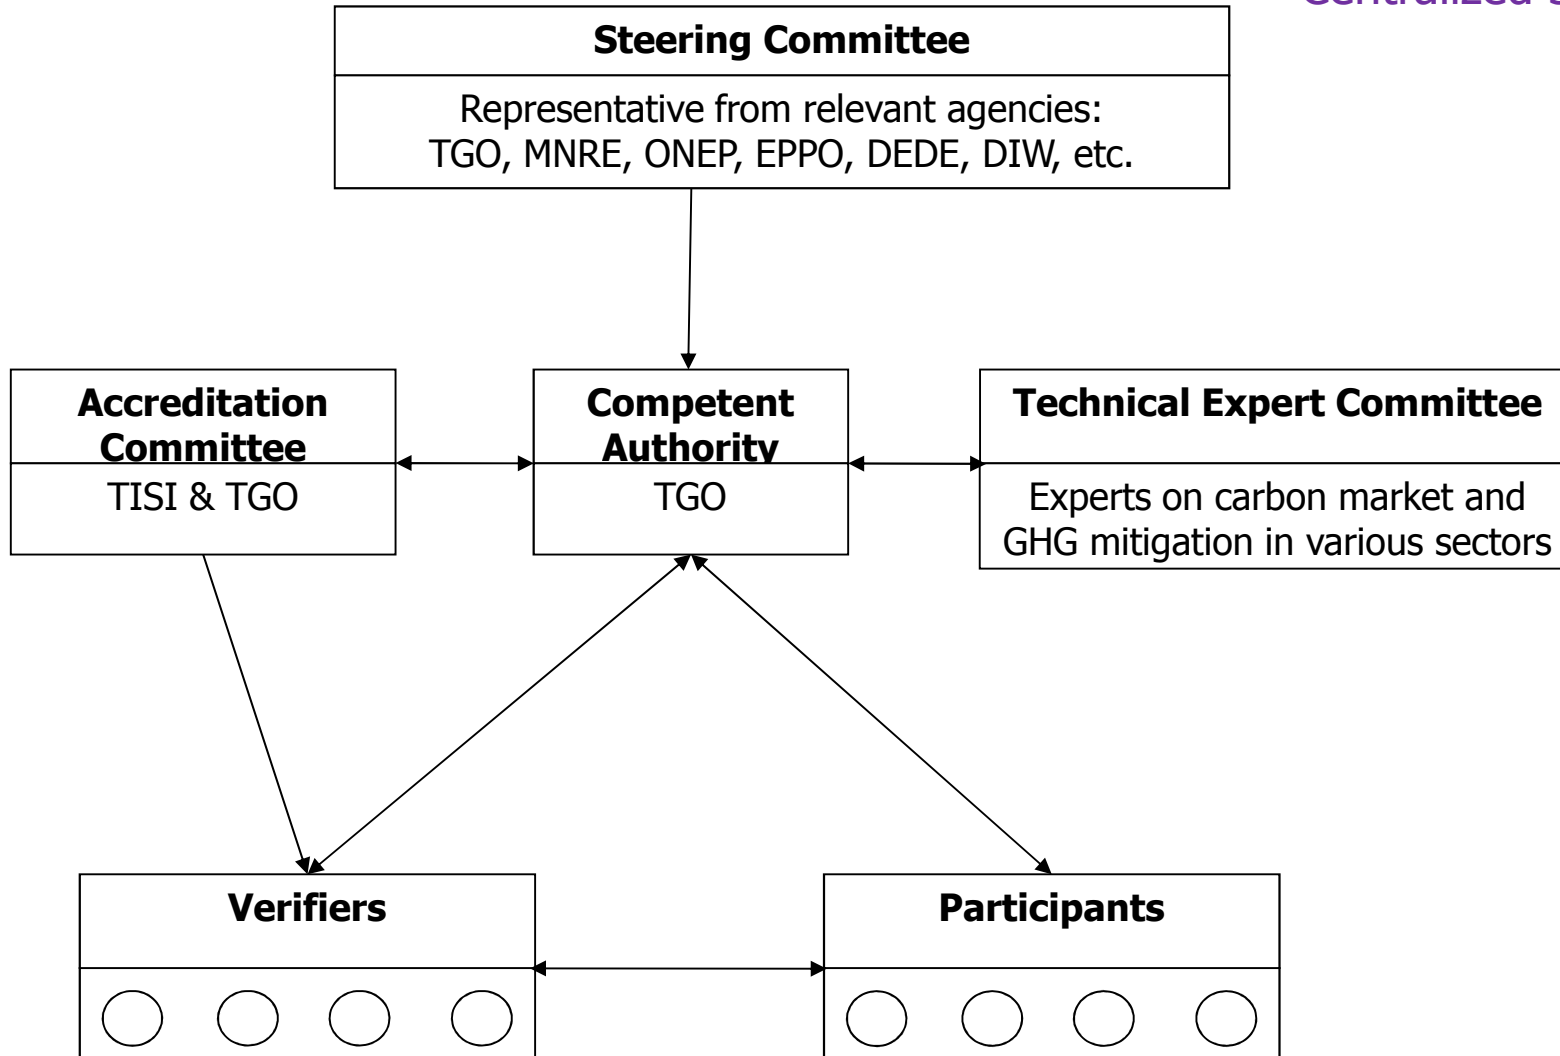 Centralized
Steering Committee
Representative from relevant agencies:
TGO, MNRE, ONEP, EPPO, DEDE, DIW, etc.
Accreditation
Committee
TISI & TGO
Competent
Authority
TGO
Technical Expert Committee
Experts on carbon market and
GHG mitigation in various sectors
Verifiers
Participants